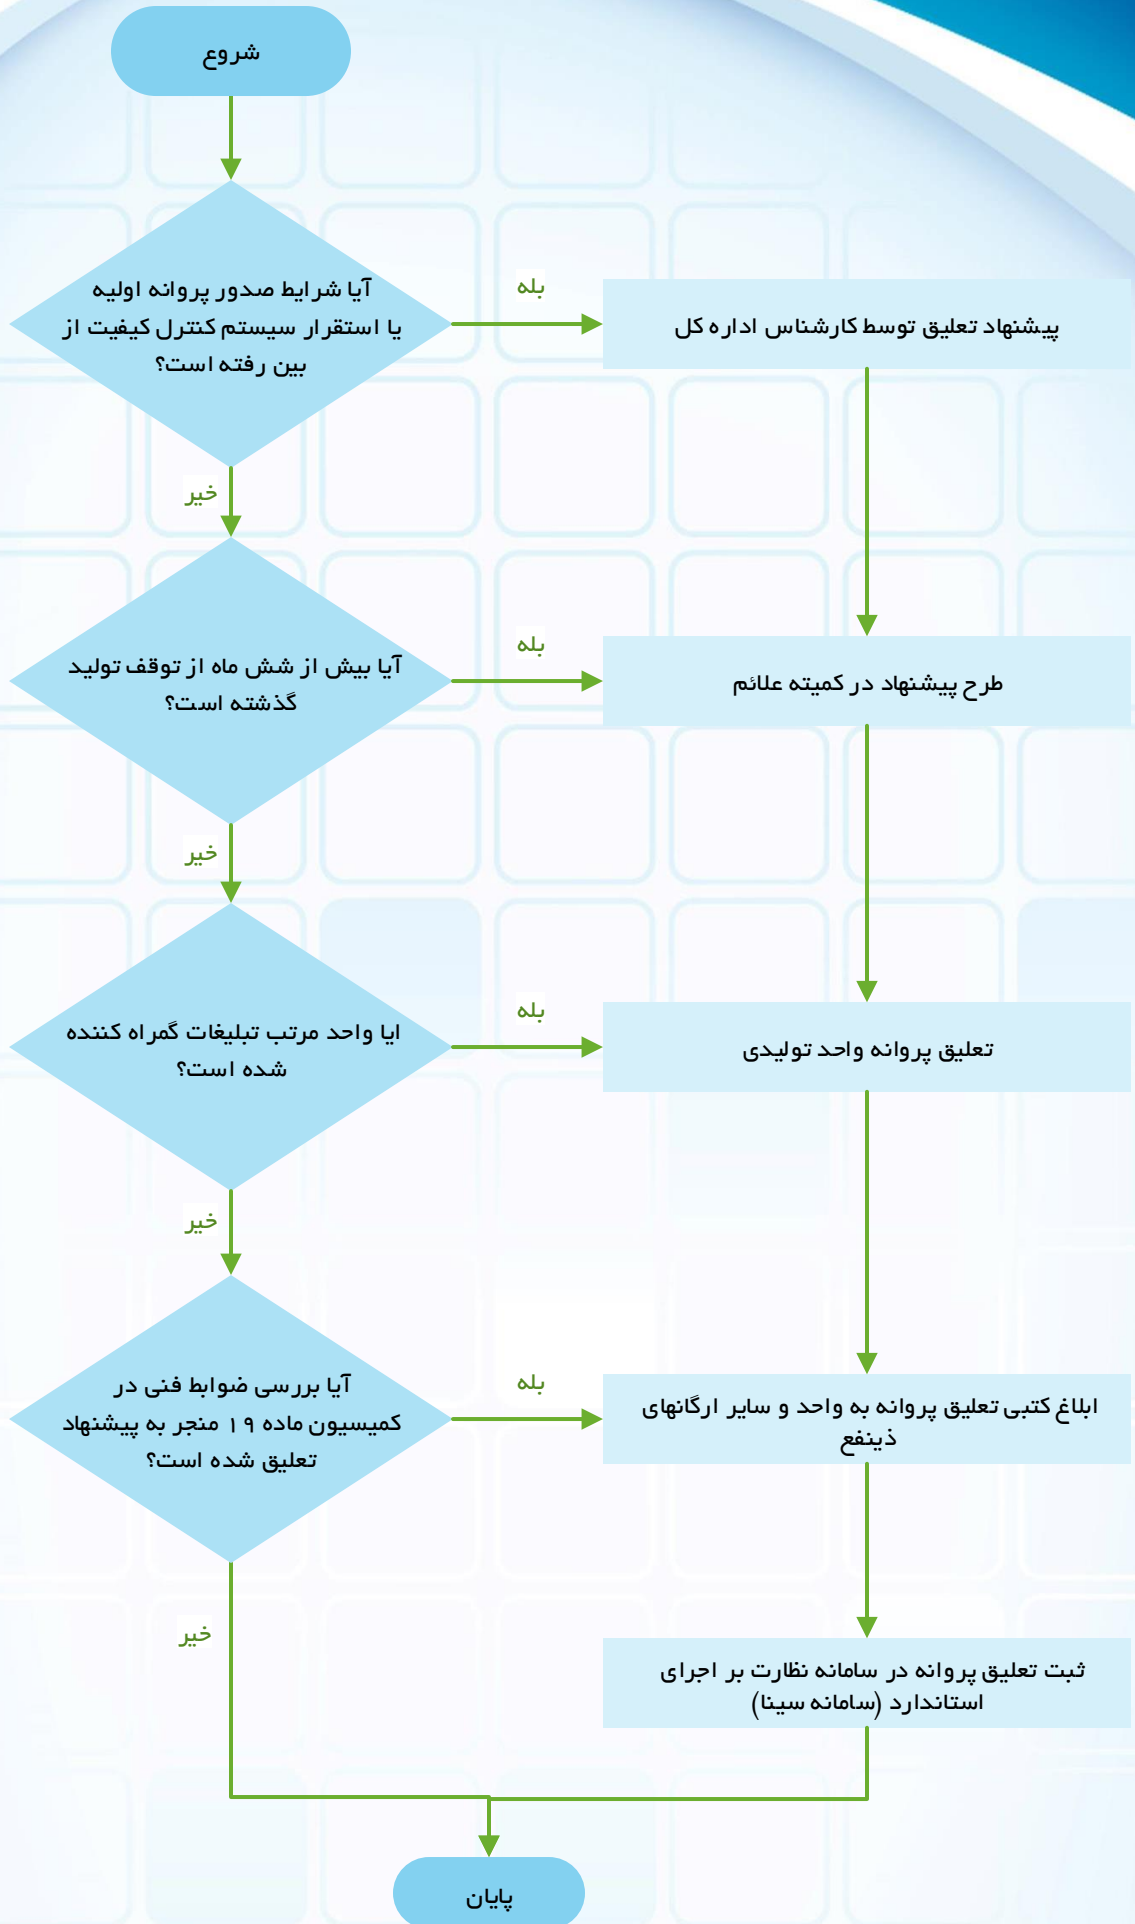 شروع
آیا شرایط صدور پروانه اولیه
یا استقرار سیستم کنترل کیفیت از
بین رفته است؟
بله
پیشنهاد تعلیق توسط کارشناس اداره کل
خیر
آیا بیش از شش ماه از توقف تولید
گذشته است؟
بله
طرح پیشنهاد در کمیته علائم
خیر
ایا واحد مرتب تبلیغات گمراه کننده
شده است؟
بله
تعلیق پروانه واحد تولیدی
خیر
آیا بررسی ضوابط فنی در
کمیسیون ماده ۱۹ منجر به پیشنهاد
تعلیق شده است؟
بله
ابلاغ کتبی تعلیق پروانه به واحد و سایر ارگانهای
ذینفع
خیر
ثبت تعلیق پروانه در سامانه نظارت بر اجرای
استاندارد (سامانه سینا)
پایان